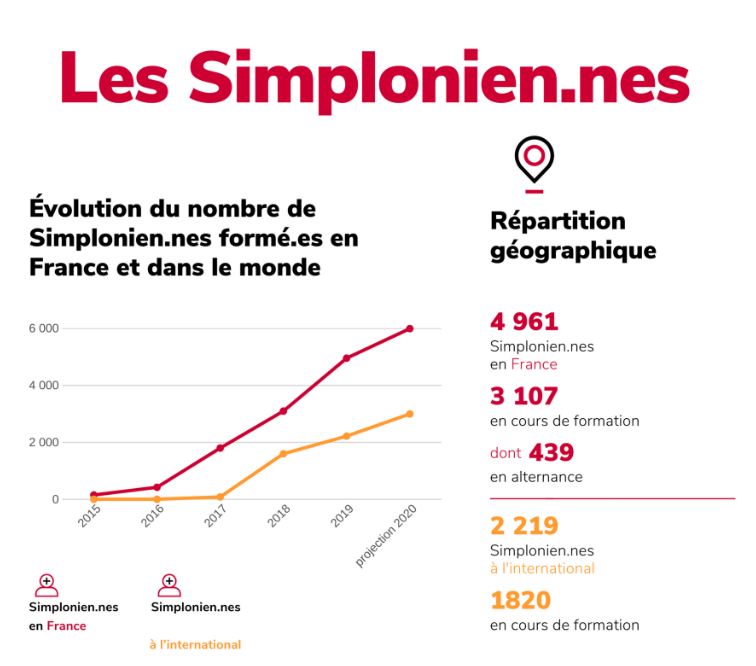 Les Simplonien.nes
Évolution du nombre de
Simplonien.nes formé.es en
France et dans le monde
6 000
4 000
2 000
0
2015
2016
2017
2018
2019
projection 2020
Simplonien.nes
en France
Simplonien.nes
à l'international
Répartition
géographique
4 961
Simplonien.nes
en France
3 107
en cours de formation
dont 439
en alternance
2 219
Simplonien.nes
à l'international
1820
en cours de formation